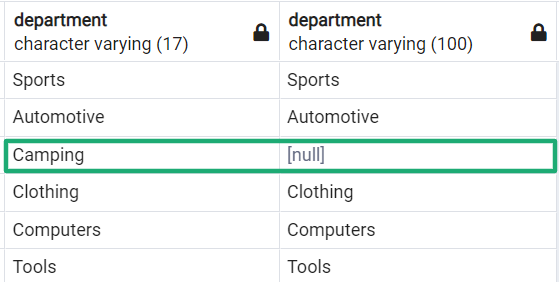 department department
character varying (17) character varying (100)
Sports Sports
Automotive Automotive
Camping [null]
Clothing Clothing
Computers Computers
Tools Tools